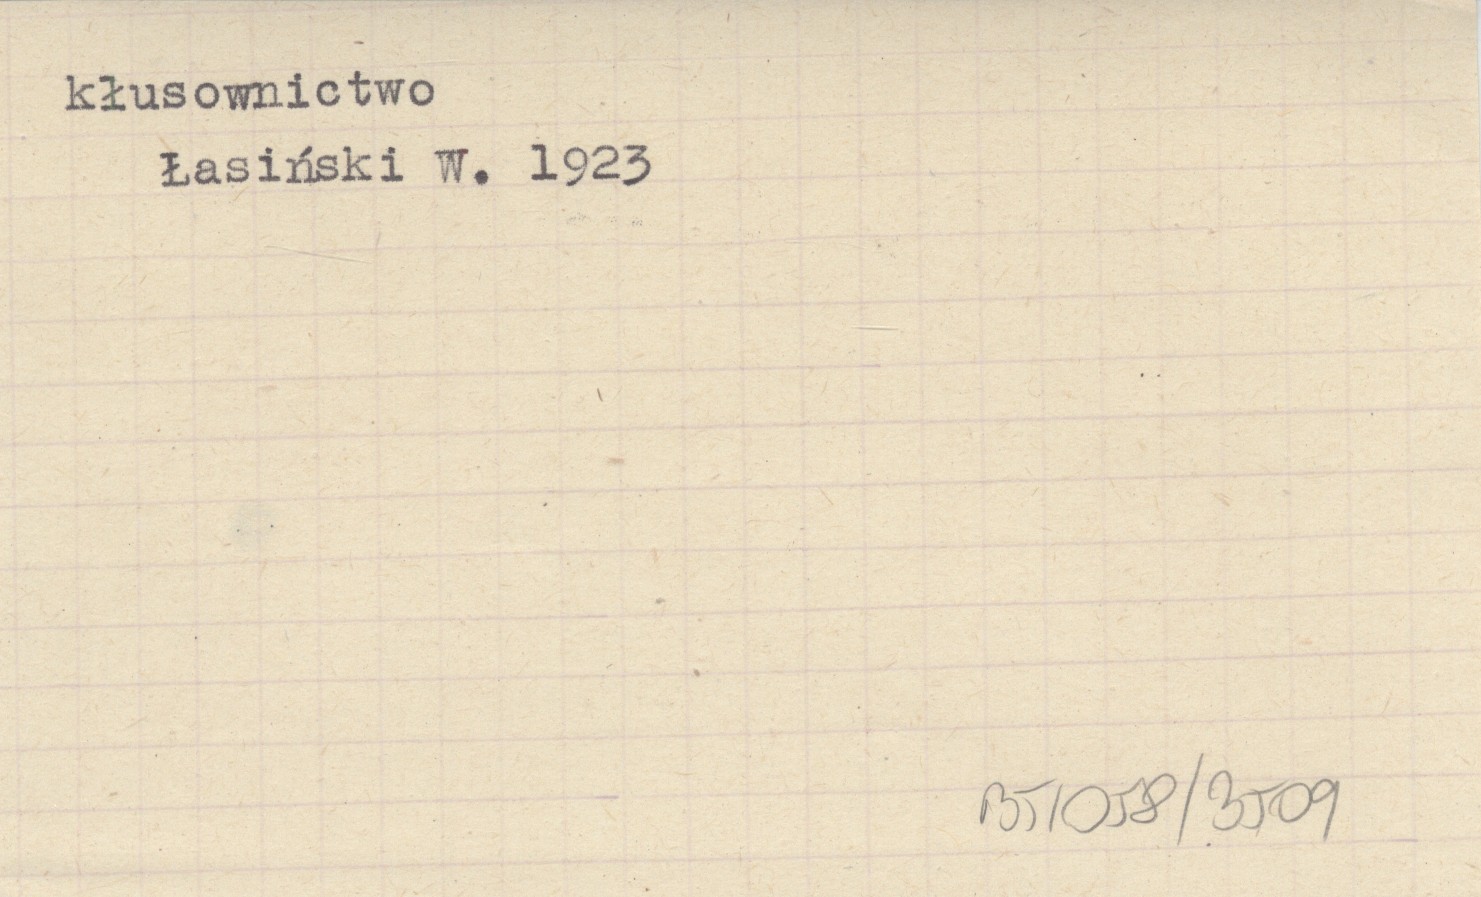 kłusownictwo
Łasiński W. 1923
BJ1058/3509